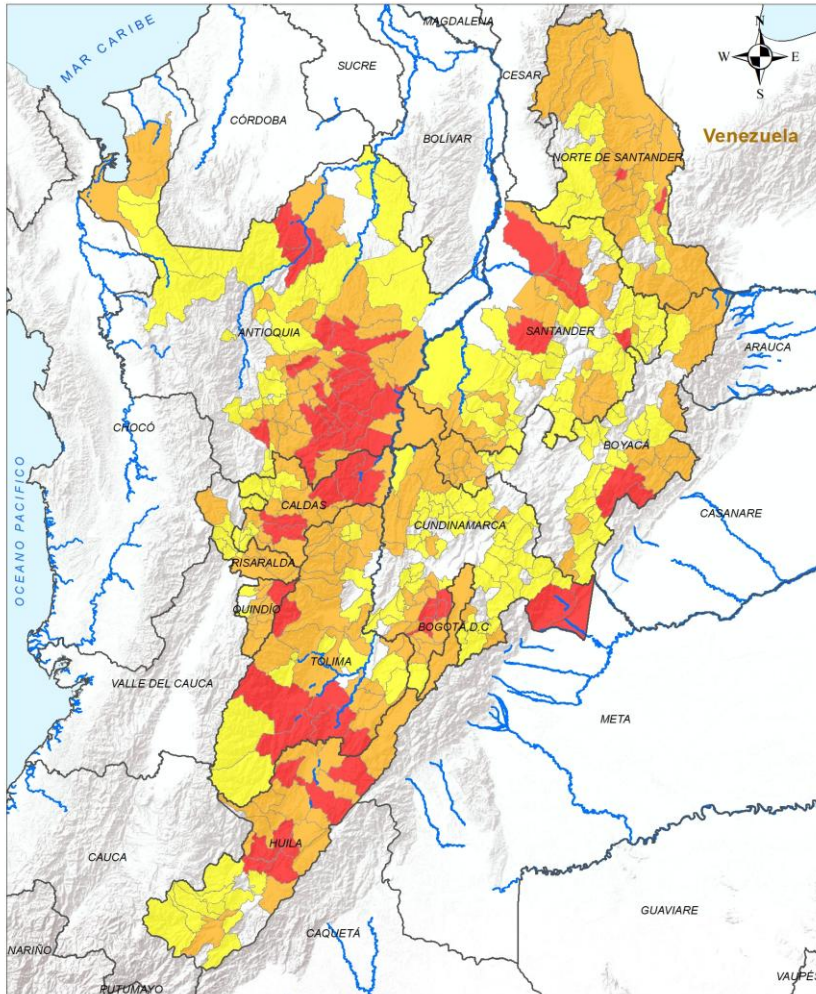 MAGDALENA
MAR CARIBE
N
W E
S
SUCRE
CESAR
CÓRDOBA
BOLÍVAR
Venezuela
NORTE DE SANTANDER
ANTIOQUIA
SANTANDER
ARAUCA
CHOCÓ
BOYACÁ
OCEANO PACIFICO
CALDAS
CUNDINAMARCA
CASANARE
RISARALDA
QUINDÍO
BOGOTÁ, D.C
TOLIMA
VALLE DEL CAUCA
META
HUILA
CAUCA
GUAVIARE
CAQUETÁ
NARIÑO
PUTUMAYO
VAUPÉS